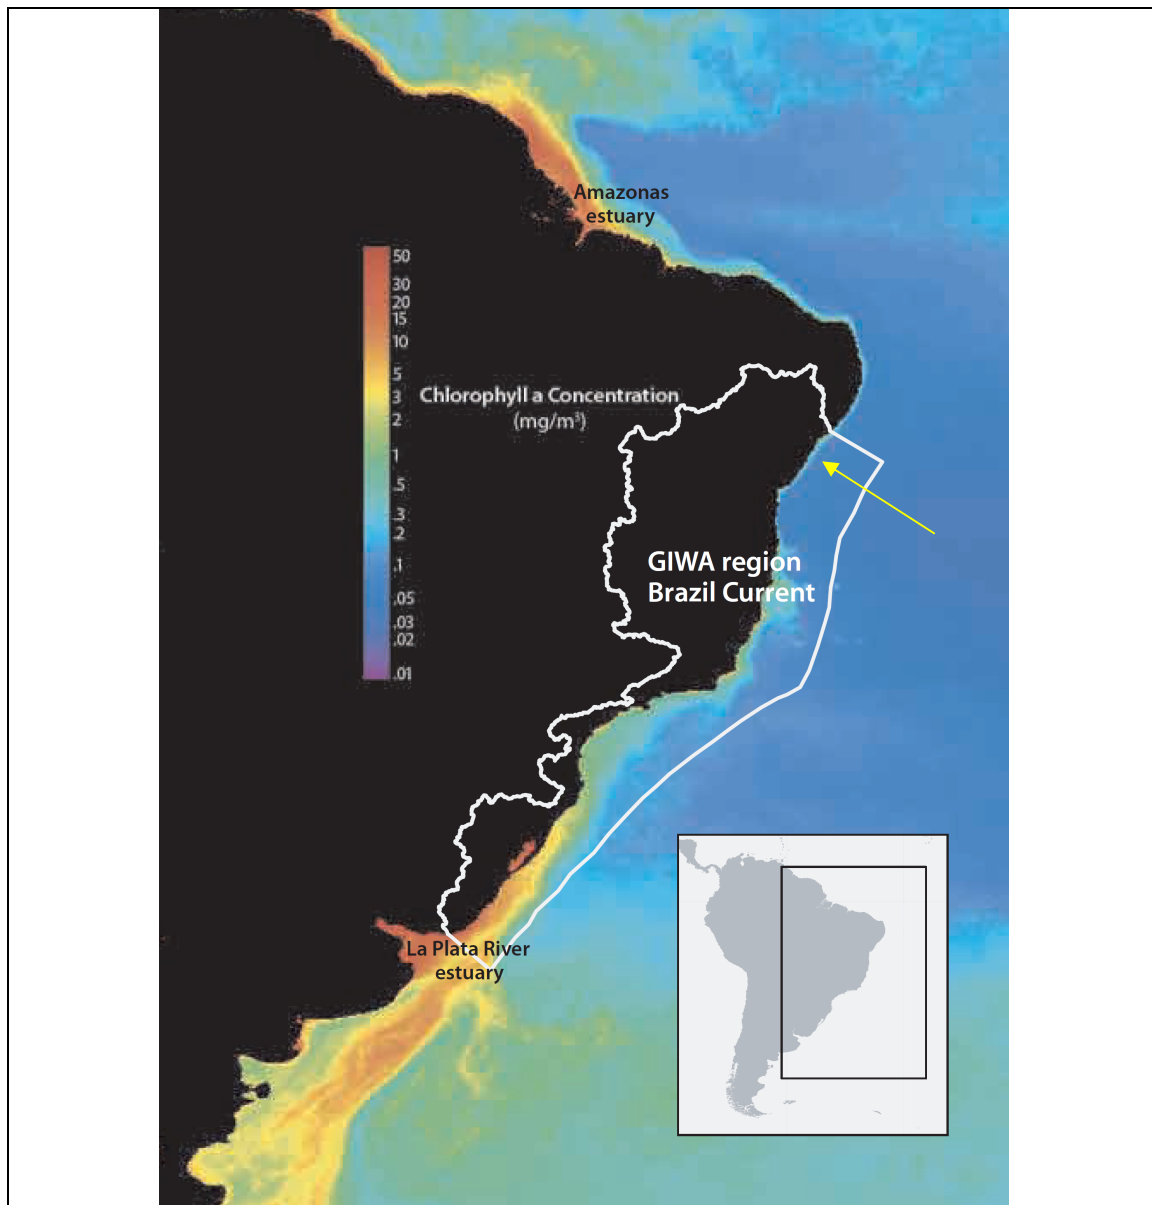 Amazonas
estuary
50
30
20
15
10
5
3
2
1
.5
.3
.2
.1
.05
.03
.02
.01
Chlorophyll a Concentration
(mg/m³)
GIWA region
Brazil Current
La Plata River
estuary